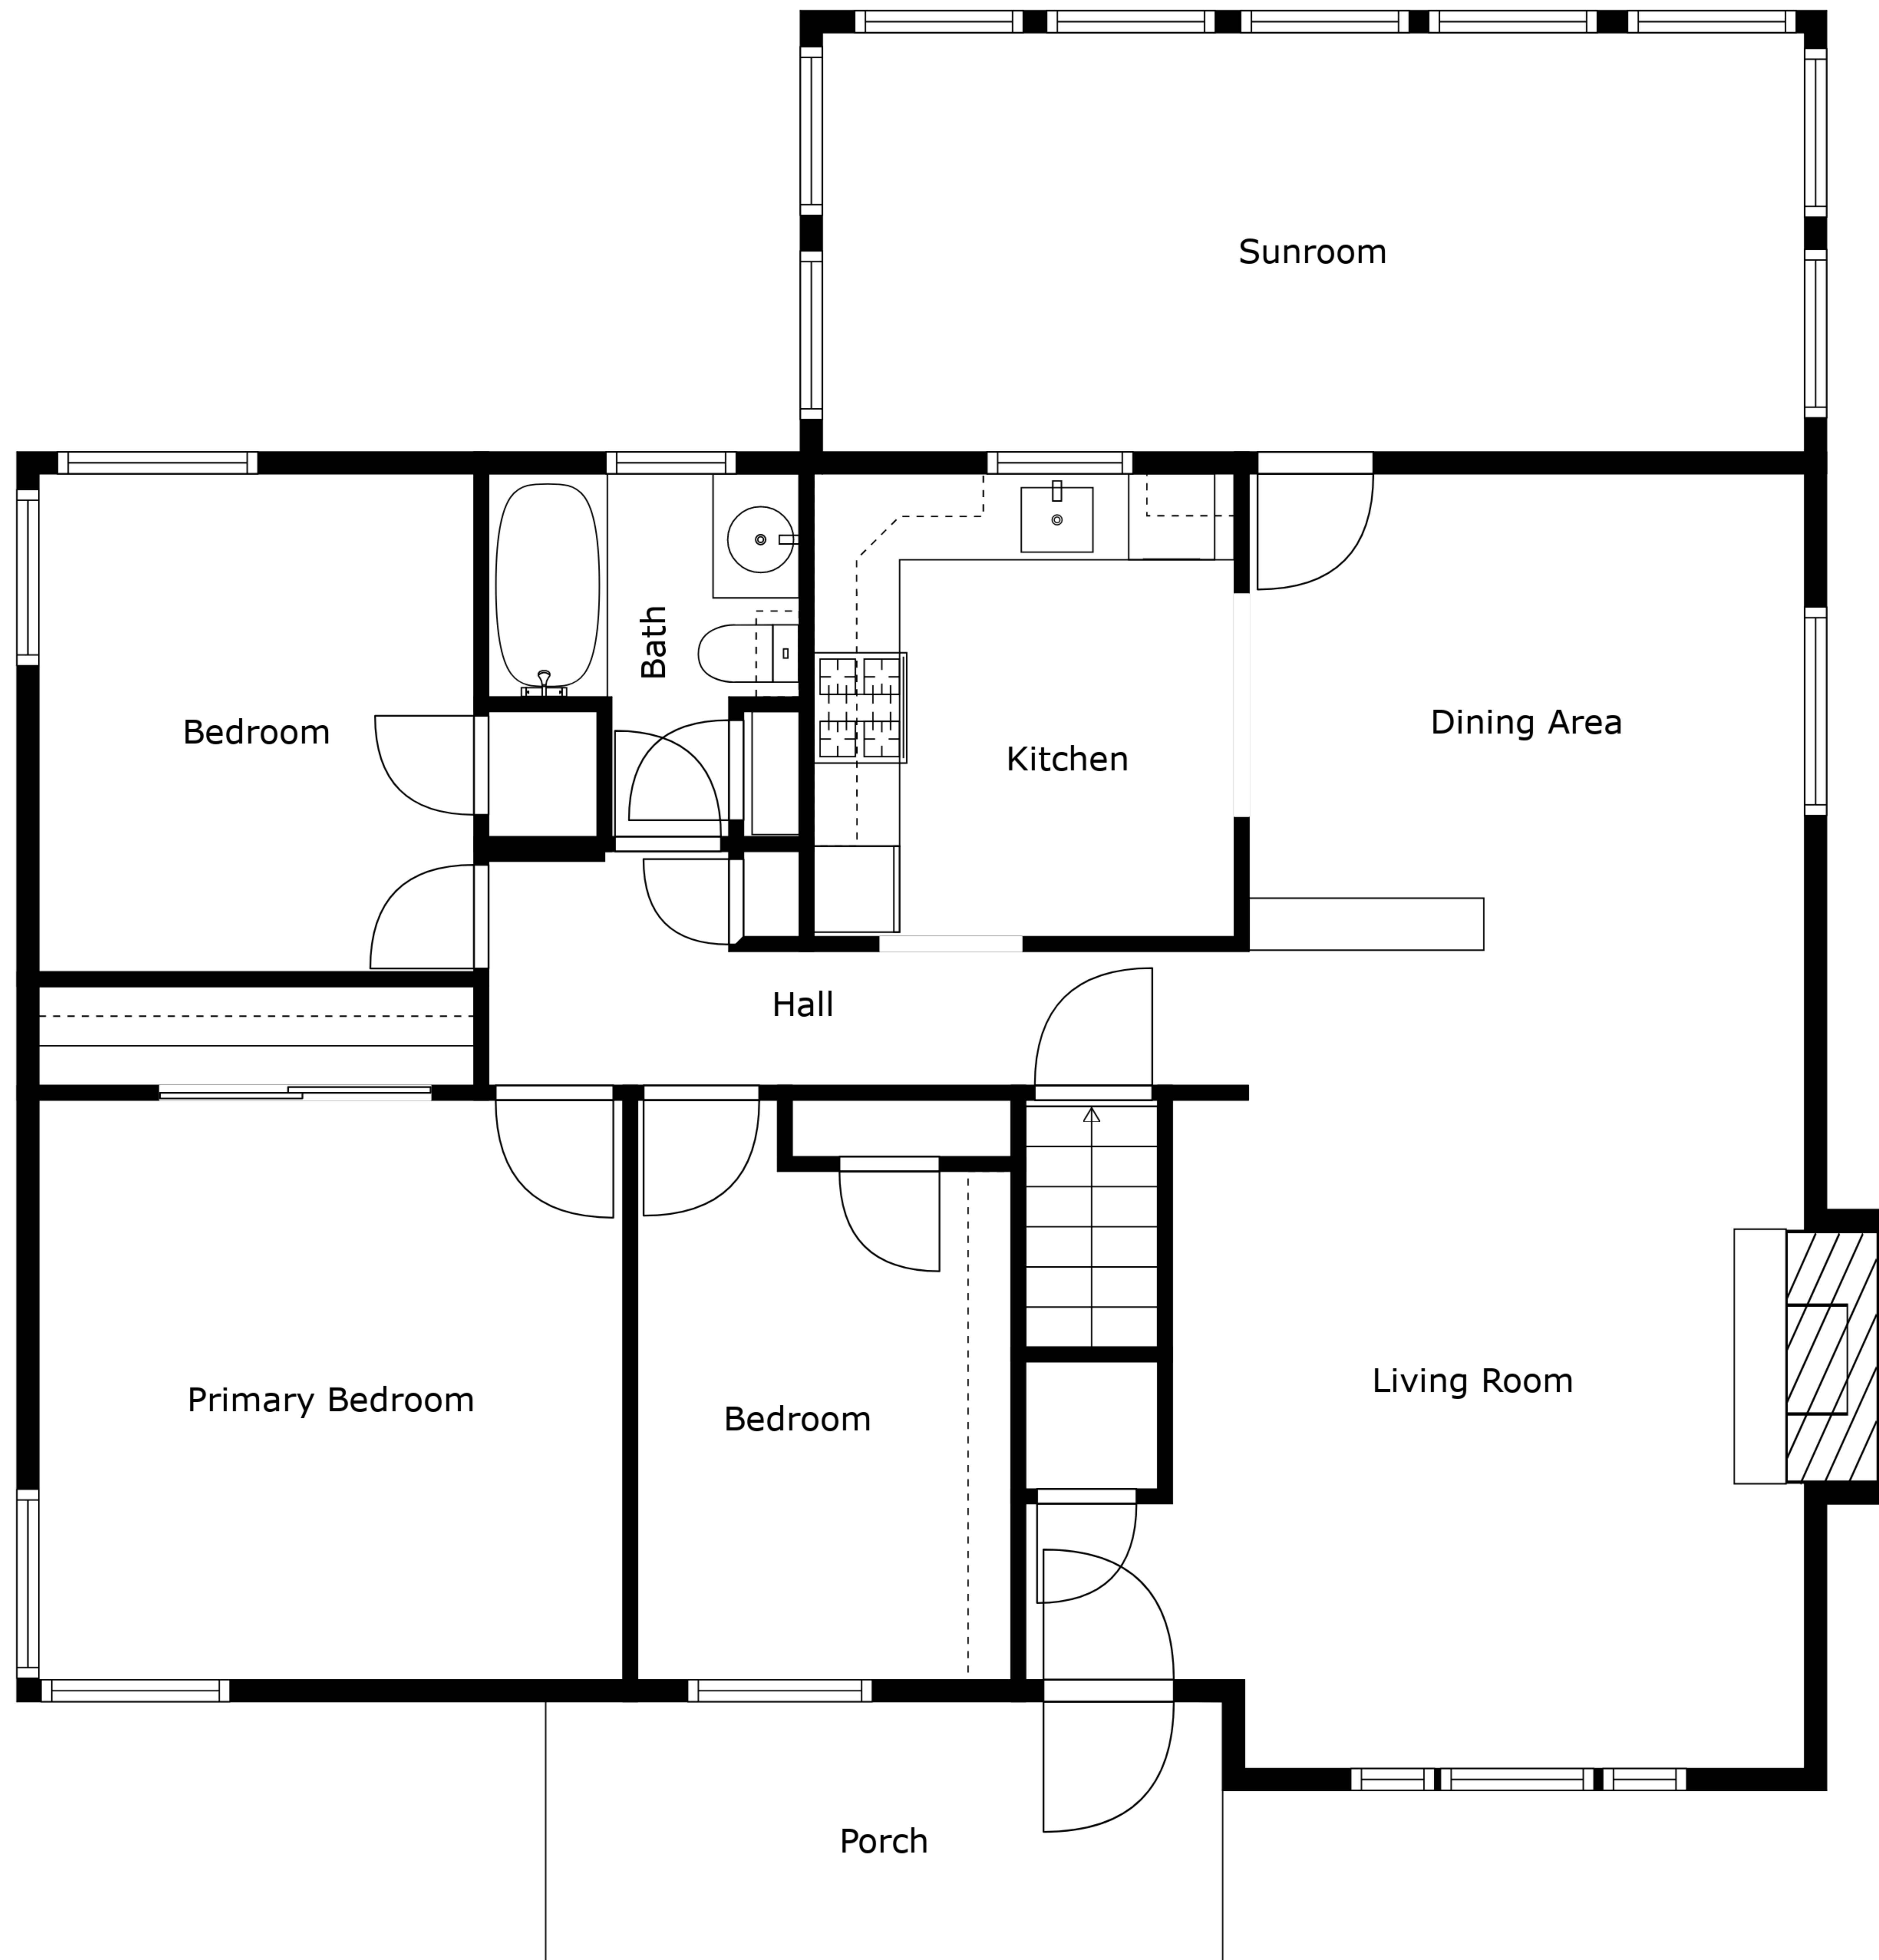 Sunroom
Bath
Bedroom
Kitchen
Dining Area
Hall
Primary Bedroom
Bedroom
Living Room
Porch